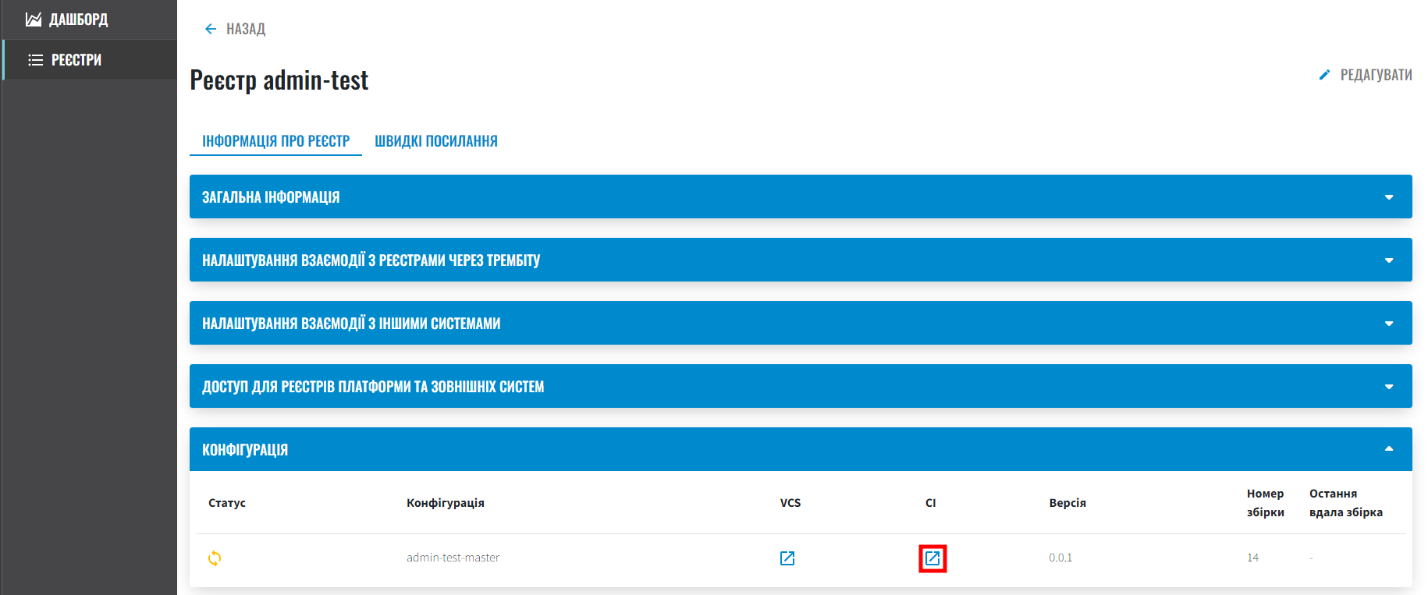 ДАШБОРД
РЕЄСТРИ
НАЗАД
Реєстр admin-test
РЕДАГУВАТИ
ІНФОРМАЦІЯ ПРО РЕЄСТР
ШВИДКІ ПОСИЛАННЯ
ЗАГАЛЬНА ІНФОРМАЦІЯ
НАЛАШТУВАННЯ ВЗАЄМОДІЇ З РЕЄСТРАМИ ЧЕРЕЗ ТРЕМБІТУ
НАЛАШТУВАННЯ ВЗАЄМОДІЇ З ІНШИМИ СИСТЕМАМИ
ДОСТУП ДЛЯ РЕЄСТРІВ ПЛАТФОРМИ ТА ЗОВНІШНІХ СИСТЕМ
КОНФІГУРАЦІЯ
Статус Конфігурація VCS CI Версія Номер збірки Остання вдала збірка
admin-test-master 0.0.1 14 -